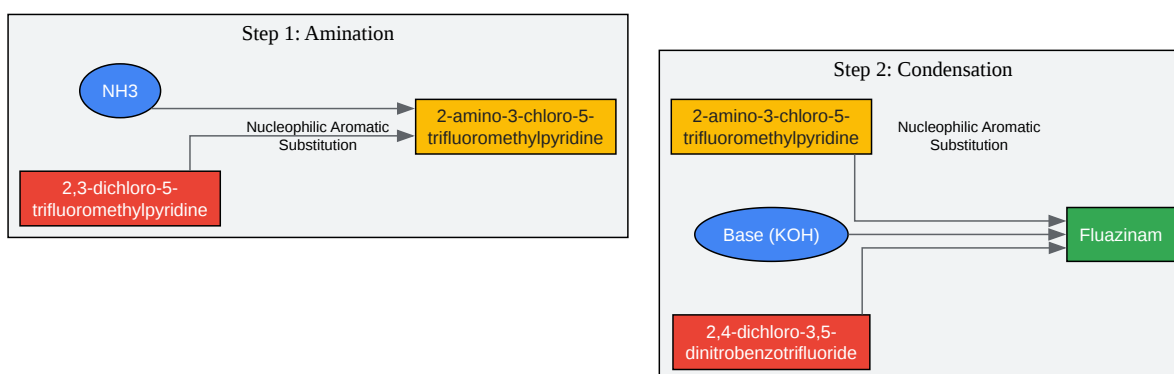 Step 1: Amination
NH3
2-amino-3-chloro-5-
trifluoromethylpyridine
Nucleophilic Aromatic
Substitution
2,3-dichloro-5-
trifluoromethylpyridine
Step 2: Condensation
2-amino-3-chloro-5-
trifluoromethylpyridine
Nucleophilic Aromatic
Substitution
Base (KOH)
Fluazinam
2,4-dichloro-3,5-
dinitrobenzotrifluoride